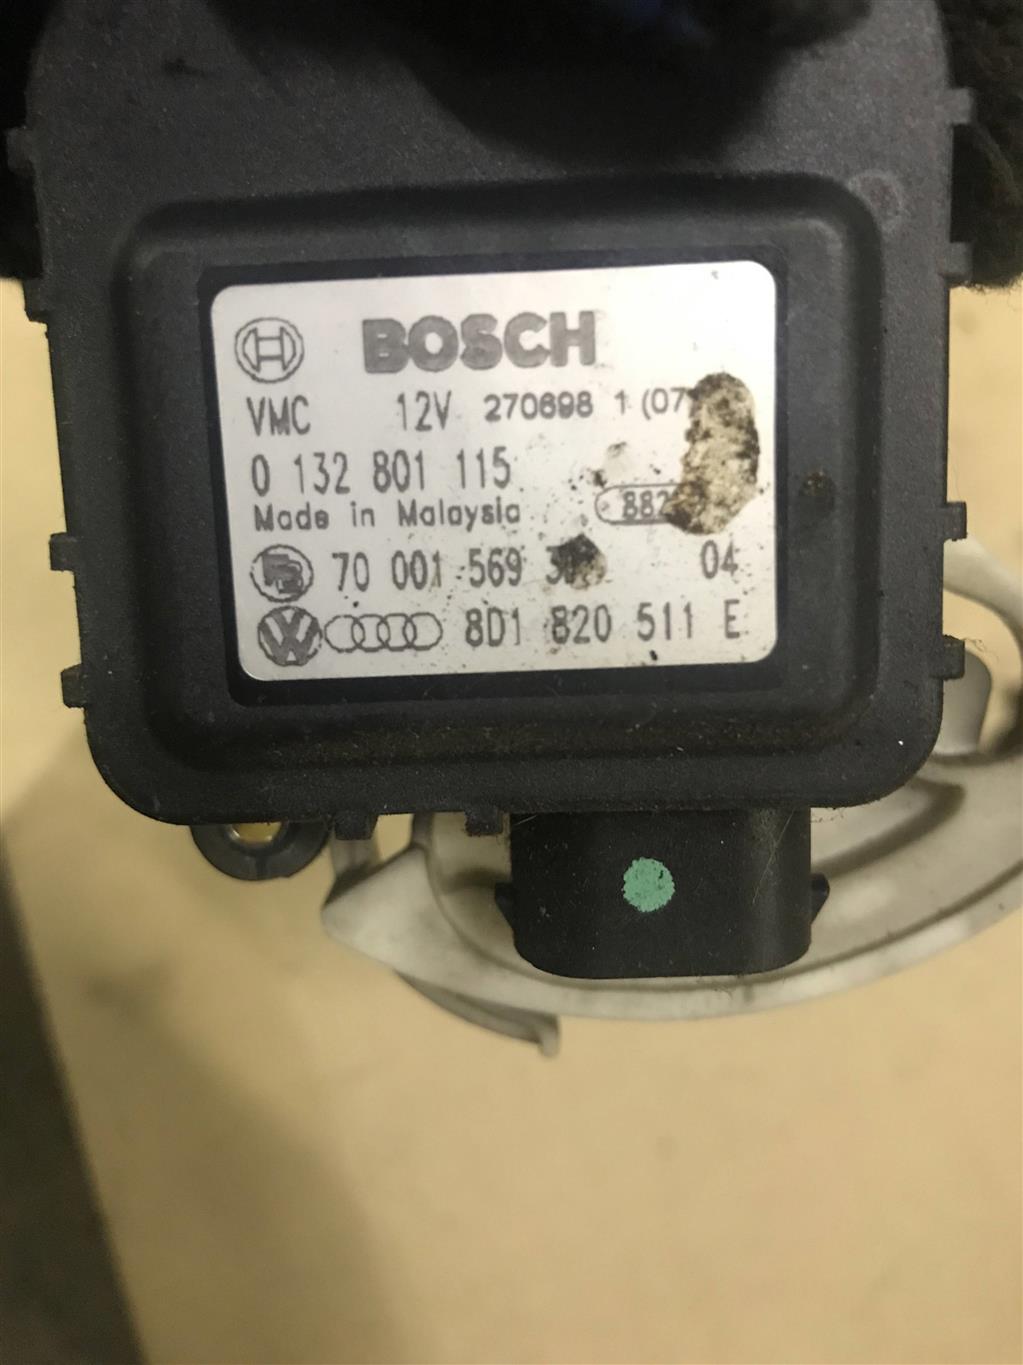 BOSCH
VMC 12V 270698 1 (07
0 132 801 115
Made in Malaysia 882
70 001 569 04
8D1 820 511 E